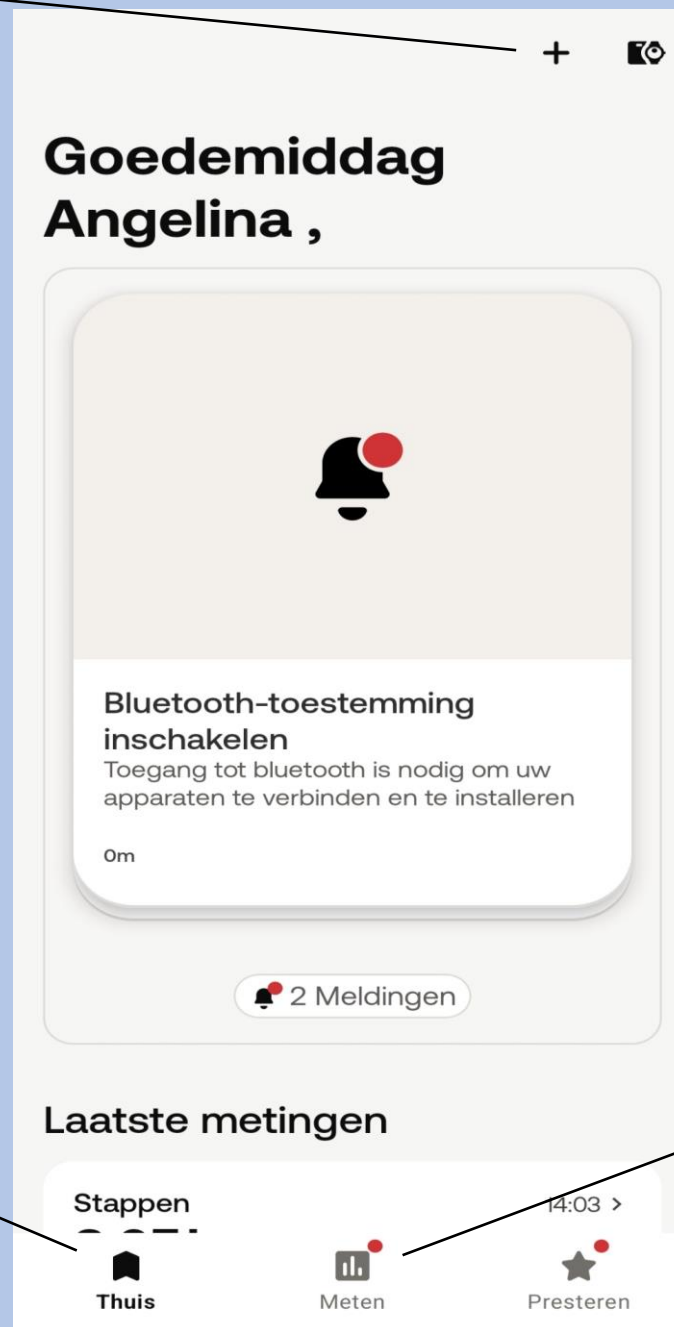 Goedemiddag
Angelina ,
Bluetooth-toestemming
inschakelen
Toegang tot bluetooth is nodig om uw
apparaten te verbinden en te installeren
0m
2 Meldingen
Laatste metingen
Stappen 14:03 >
Thuis Meten Presteren